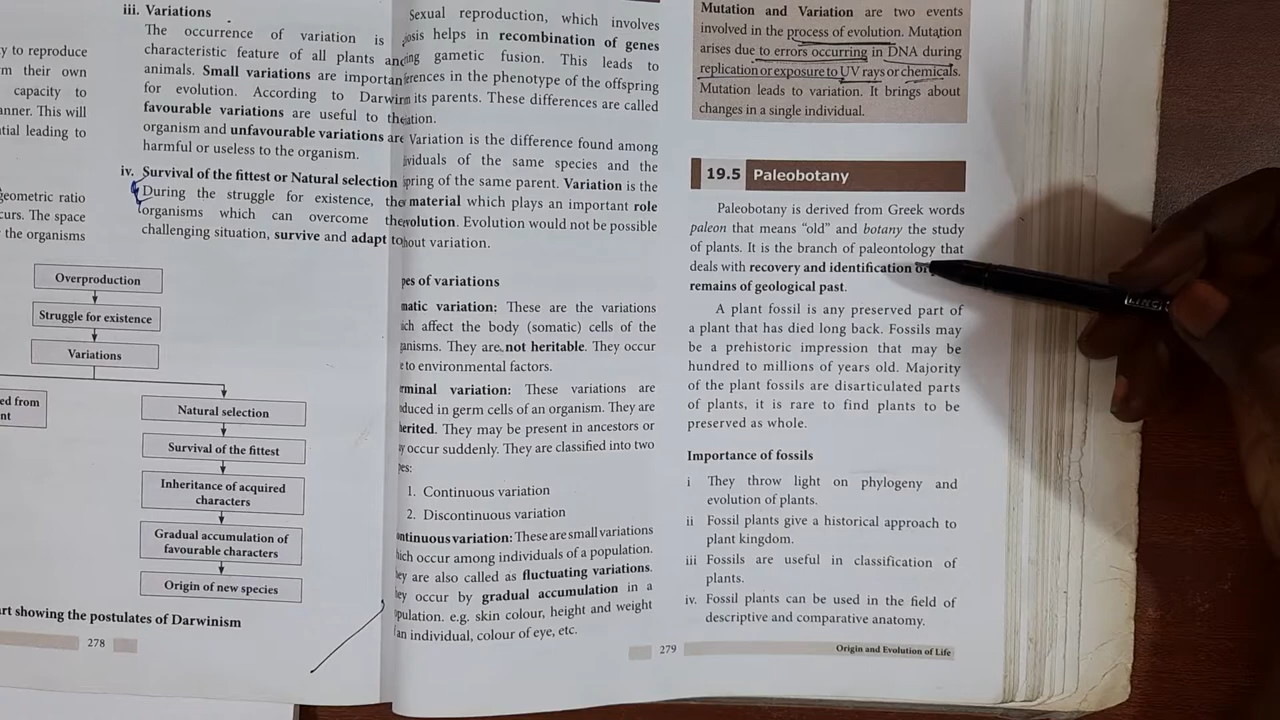 y to reproduce
m their own
capacity to
anner. This will
tial leading to
geometric ratio
curs. The space
the organisms
iii. Variations
The occurrence of variation is
characteristic feature of all plants and
animals. Small variations are importan
for evolution. According to Darwin
favourable variations are useful to the
organism and unfavourable variations are
harmful or useless to the organism.
iv. Survival of the fittest or Natural selection
During the struggle for existence, the
organisms which can overcome the
challenging situation, survive and adapt to
Overproduction
Struggle for existence
Variations
ed from
nt
Natural selection
Survival of the fittest
Inheritance of acquired
characters
Gradual accumulation of
favourable characters
Origin of new species
art showing the postulates of Darwinism
278
Sexual reproduction, which involves
osis helps in recombination of genes
ing gametic fusion. This leads to
erences in the phenotype of the offspring
its parents. These differences are called
ation.
Variation is the difference found among
ividuals of the same species and the
pring of the same parent. Variation is the
material which plays an important role
volution. Evolution would not be possible
hout variation.
pes of variations
matic variation: These are the variations
ich affect the body (somatic) cells of the
ganisms. They are not heritable. They occur
e to environmental factors.
rminal variation: These variations are
duced in germ cells of an organism. They are
erited. They may be present in ancestors or
y occur suddenly. They are classified into two
pes:
1. Continuous variation
2. Discontinuous variation
ontinuous variation: These are small variations
hich occur among individuals of a population.
ey are also called as fluctuating variations.
ey occur by gradual accumulation in a
opulation. e.g. skin colour, height and weight
an individual, colour of eye, etc.
279
Mutation and Variation are two events
involved in the process of evolution. Mutation
arises due to errors occurring in DNA during
replication or exposure to UV rays or chemicals.
Mutation leads to variation. It brings about
changes in a single individual.
19.5 Paleobotany
Paleobotany is derived from Greek words
paleon that means “old” and botany the study
of plants. It is the branch of paleontology that
deals with recovery and identification
remains of geological past.
A plant fossil is any preserved part of
a plant that has died long back. Fossils may
be a prehistoric impression that may be
hundred to millions of years old. Majority
of the plant fossils are disarticulated parts
of plants, it is rare to find plants to be
preserved as whole.
Importance of fossils
i They throw light on phylogeny and
evolution of plants.
ii Fossil plants give a historical approach to
plant kingdom.
iii Fossils are useful in classification of
plants.
iv. Fossil plants can be used in the field of
descriptive and comparative anatomy.
Origin and Evolution of Life